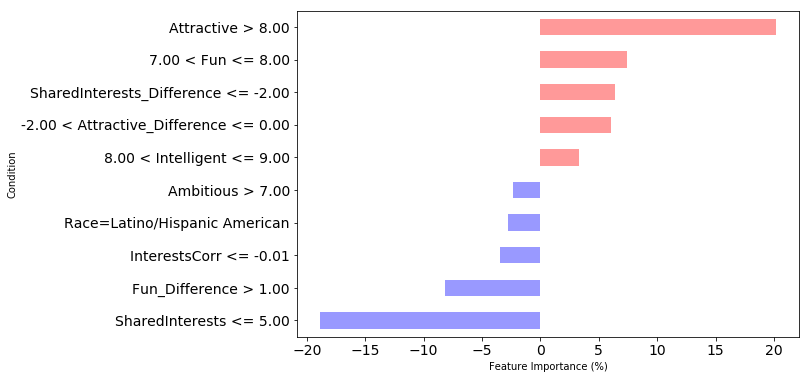 Attractive > 8.00
7.00 < Fun <= 8.00
SharedInterests_Difference <= -2.00
-2.00 < Attractive_Difference <= 0.00
8.00 < Intelligent <= 9.00
Ambitious > 7.00
Race=Latino/Hispanic American
InterestsCorr <= -0.01
Fun_Difference > 1.00
SharedInterests <= 5.00
Condition
−20 −15 −10 −5 0 5 10 15 20
Feature Importance (%)